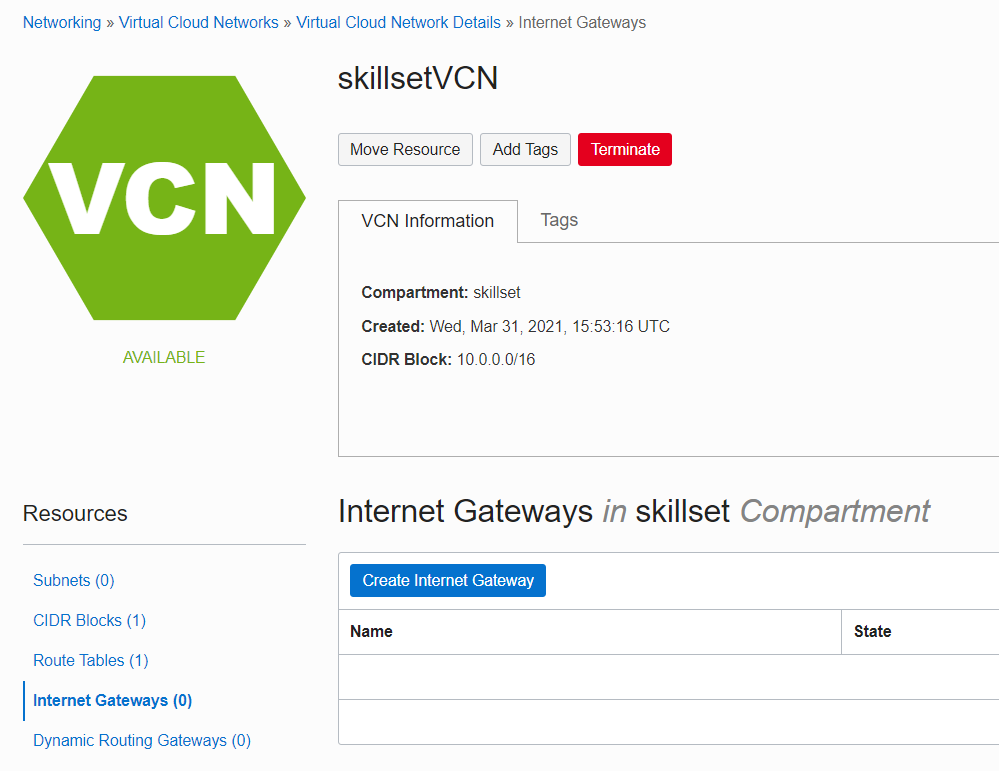 Networking » Virtual Cloud Networks » Virtual Cloud Network Details » Internet Gateways
VCN
AVAILABLE
skillsetVCN
Move Resource Add Tags Terminate
VCN Information Tags
Compartment: skillset
Created: Wed, Mar 31, 2021, 15:53:16 UTC
CIDR Block: 10.0.0.0/16
Resources
Subnets (0)
CIDR Blocks (1)
Route Tables (1)
Internet Gateways (0)
Dynamic Routing Gateways (0)
Internet Gateways in skillset Compartment
Create Internet Gateway
Name State